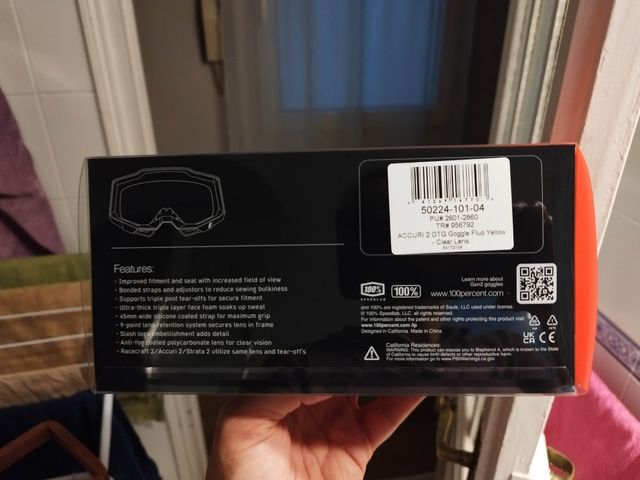 50224-101-04
PU# 2601-2860
TR# 956792
ACCURI 2 OTG Goggle Fluo Yellow
- Clear Lens
Features:
- Improved fitment and seal with increased field of view
- Bonded straps and adjustors to reduce sewing bulkiness
- Supports triple post tear-offs for secure fitment
- Ultra-thick triple layer face foam soaks up sweat
- 45mm wide silicone coated strap for maximum grip
- 9-point lens retention system secures lens in frame
- Slash logo embellishment adds detail
- Anti-fog coated polycarbonate lens for clear vision
- Racecraft 2/Accuri 2/Strata 2 utilize same lens and tear-off's
Learn more about
Gen2 goggles
www.100percent.com
100%
SPEEDLAB
100%
and 100% are registered trademarks of Saule, LLC used under license.
© 100% Speedlab, LLC. all rights reserved.
For information about the patent and other rights protecting this product visit
www.100percent.com/ip
Designed in California. Made in China
UK
CA
CE
California Residences:
WARNING: This product can expose you to Bisphenol A, which is known to the State
of California to cause birth defects or other reproductive harm.
For more information go to www.P65Warnings.ca.gov